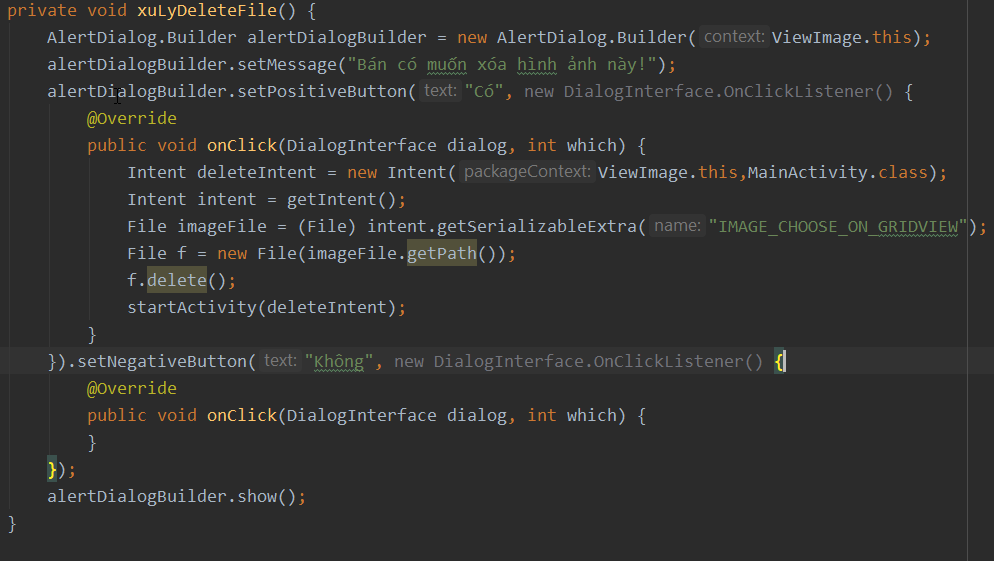 private void xuLyDeleteFile() {
AlertDialog.Builder alertDialogBuilder = new AlertDialog.Builder( context: ViewImage.this);
alertDialogBuilder.setMessage("Bán có muốn xóa hình ảnh này!");
alertDialogBuilder.setPositiveButton( text: "Có", new DialogInterface.OnClickListener() {
@Override
public void onClick(DialogInterface dialog, int which) {
Intent deleteIntent = new Intent( packageContext: ViewImage.this,MainActivity.class);
Intent intent = getIntent();
File imageFile = (File) intent.getSerializableExtra( name: "IMAGE_CHOOSE_ON_GRIDVIEW");
File f = new File(imageFile.getPath());
f.delete();
startActivity(deleteIntent);
}
}).setNegativeButton( text: "Không", new DialogInterface.OnClickListener() {
@Override
public void onClick(DialogInterface dialog, int which) {
}
});
alertDialogBuilder.show();
}